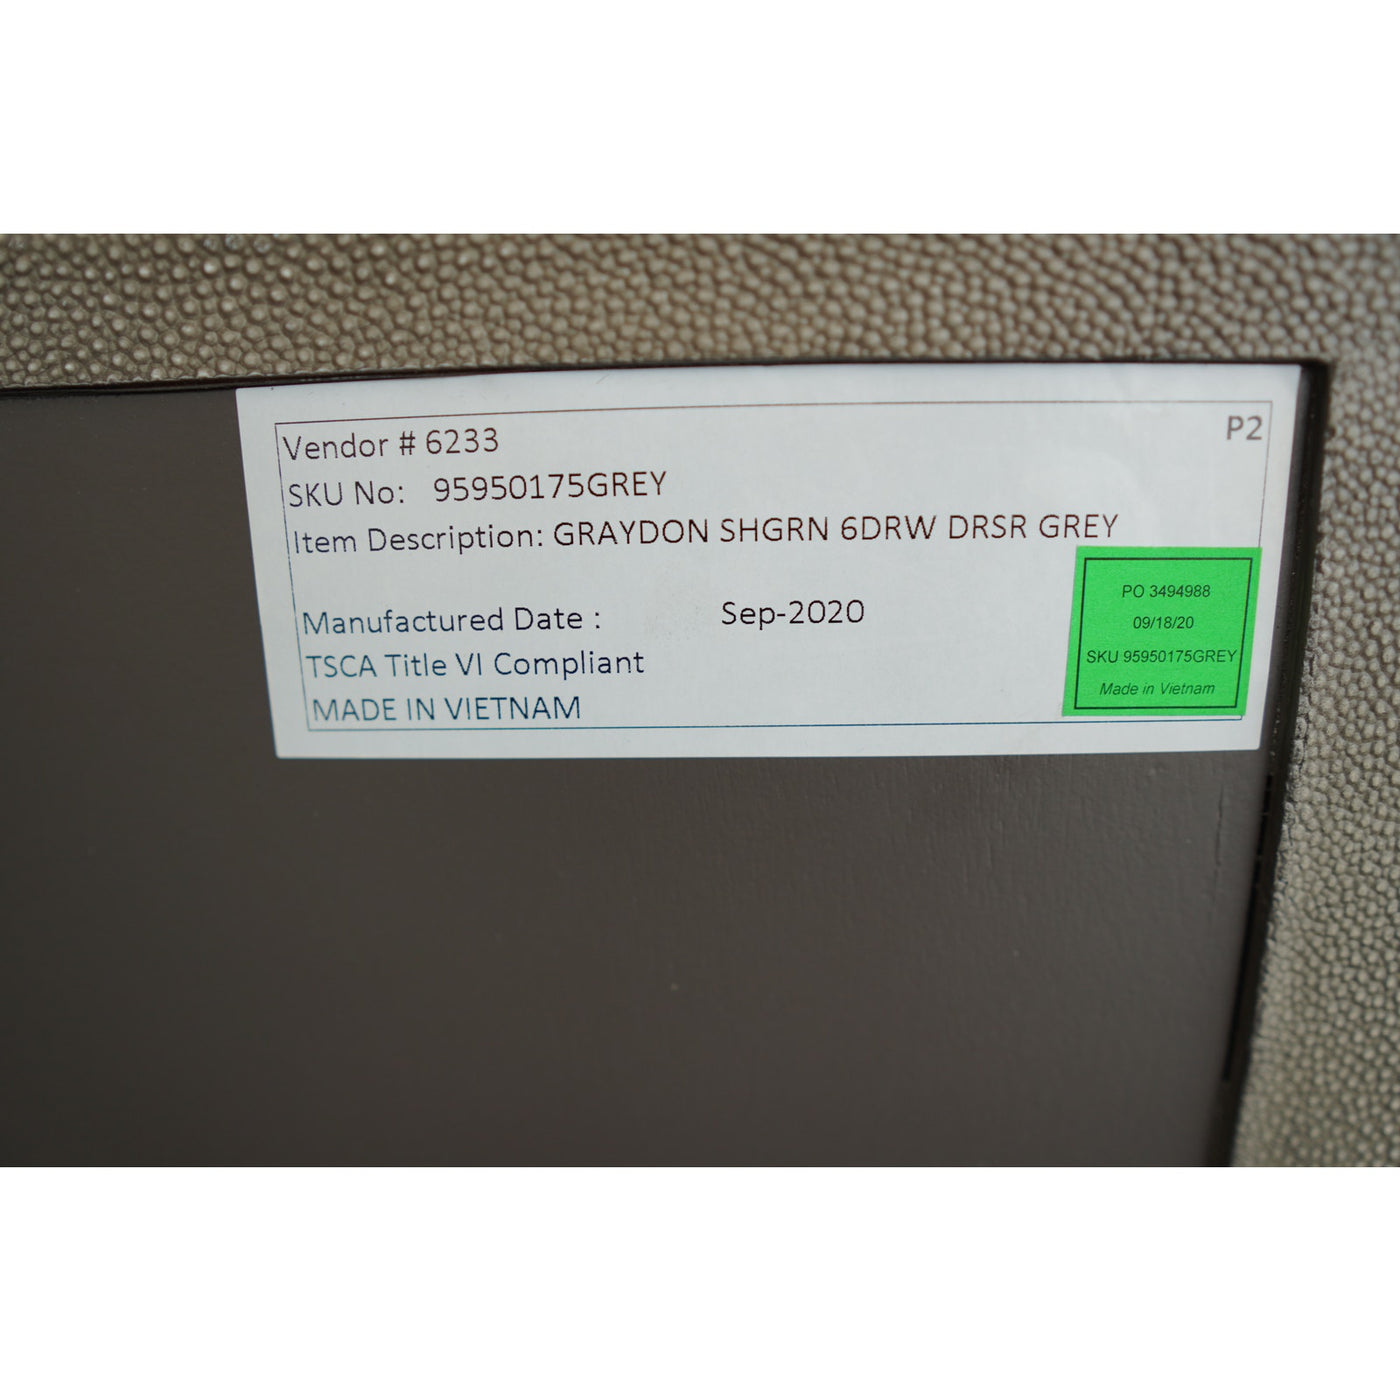 P2
Vendor # 6233
SKU No: 95950175GREY
Item Description: GRAYDON SHGRN 6DRW DRSR GREY
Manufactured Date : Sep-2020
TSCA Title VI Compliant
MADE IN VIETNAM
PO 3494988
09/18/20
SKU 95950175GREY
Made in Vietnam